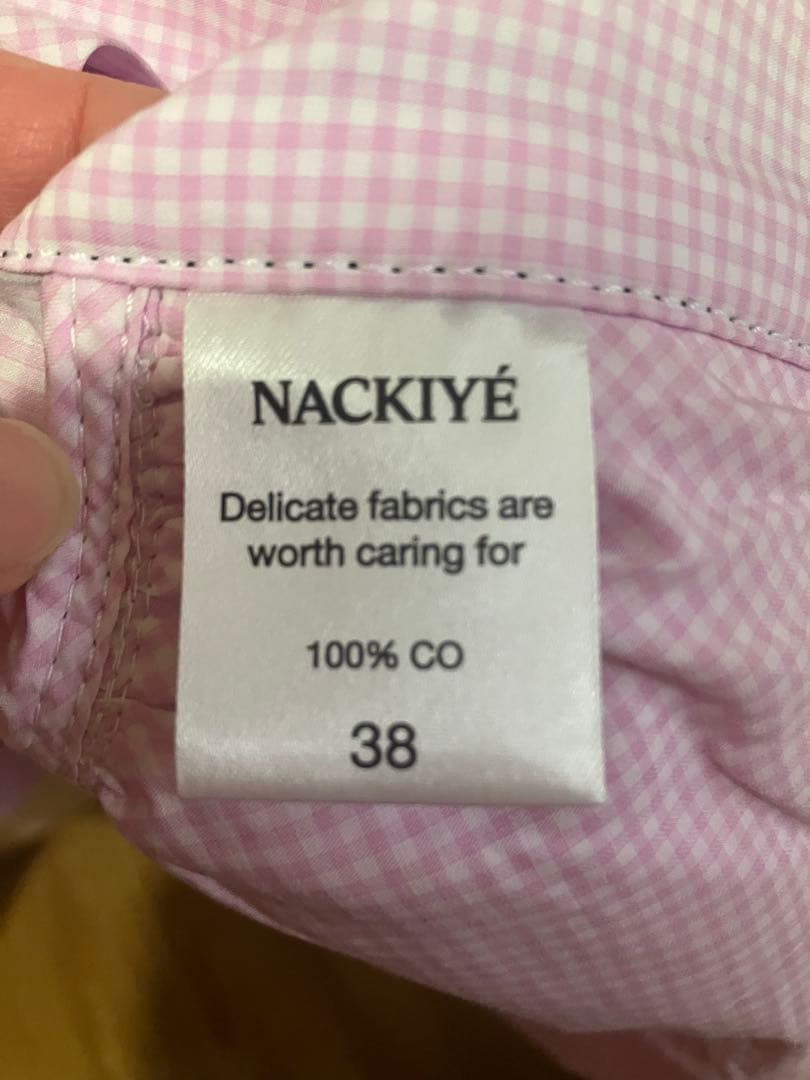 NACKIYÉ
Delicate fabrics are
worth caring for
100% CO
38